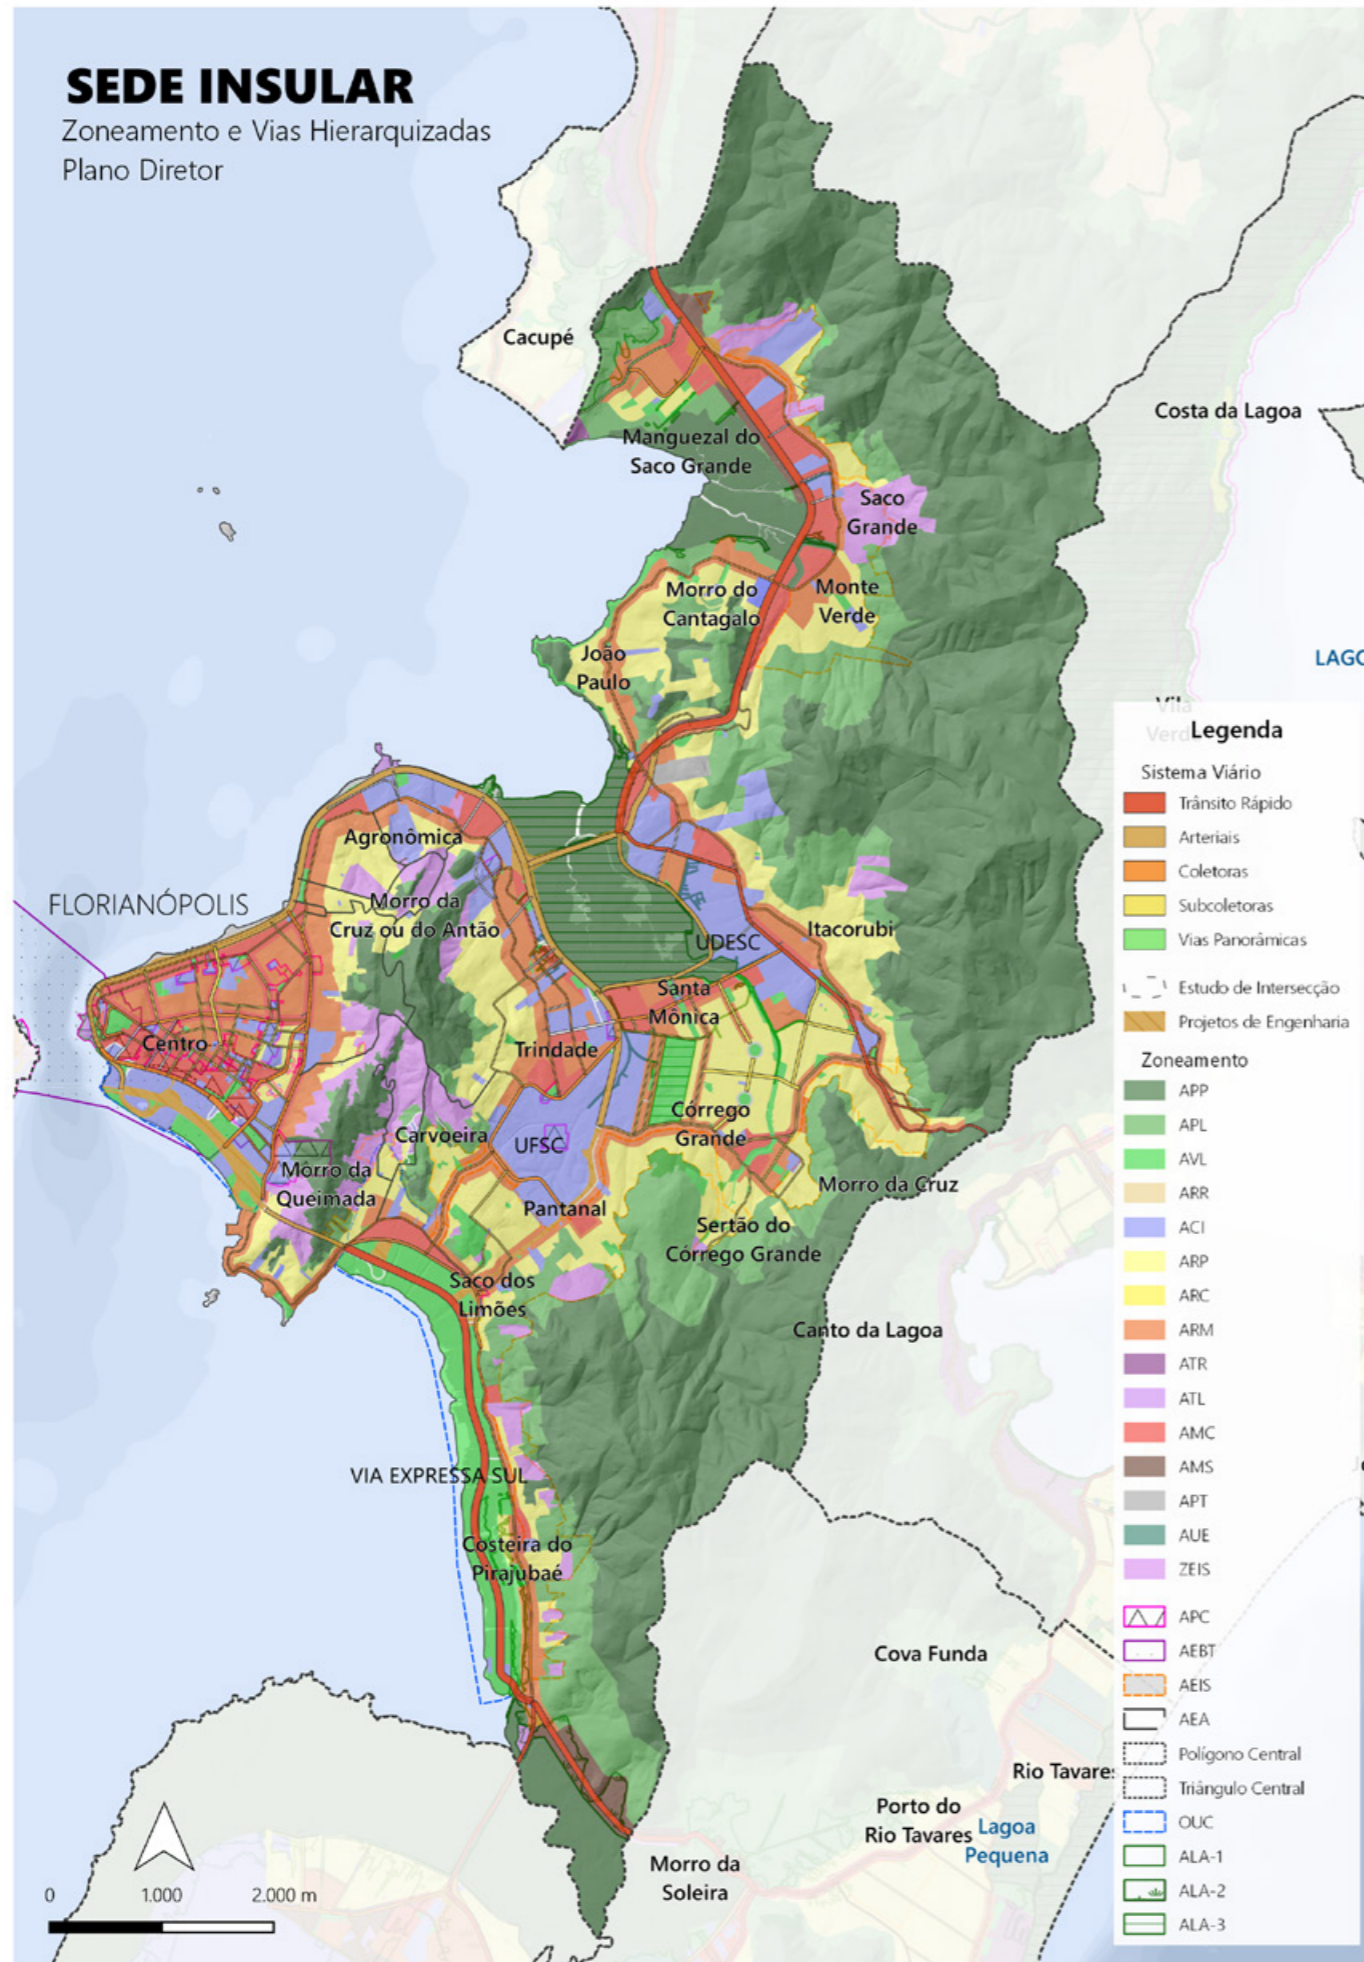 SEDE INSULAR
Zoneamento e Vias Hierarquizadas
Plano Diretor
Cacupé
Costa da Lagoa
Manguezal do
Saco Grande
Saco
Grande
Morro do
Cantagalo
Monte
Verde
João
Paulo
LAGO
Vila
Verde
Agronômica
FLORIANÓPOLIS
Morro da
Cruz ou do Antão
Itacorubi
UDESC
Santa
Mônica
Centro
Trindade
Córrego
Grande
Carvoeira
UFSC
Morro da
Queimada
Morro da Cruz
Pantanal
Sertão do
Córrego Grande
Saco dos
Limões
Canto da Lagoa
VIA EXPRESSA SUL
Costeira do
Pirajubaé
Cova Funda
Rio Tavares
Porto do
Rio Tavares
Lagoa
Pequena
Morro da
Soleira
0 1.000 2.000 m
Legenda
Sistema Viário
Trânsito Rápido
Arteriais
Coletoras
Subcoletoras
Vias Panorâmicas
Estudo de Intersecção
Projetos de Engenharia
Zoneamento
APP
APL
AVL
ARR
ACI
ARP
ARC
ARM
ATR
ATL
AMC
AMS
APT
AUE
ZEIS
APC
AEBT
AEIS
AEA
Polígono Central
Triângulo Central
OUC
ALA-1
ALA-2
ALA-3